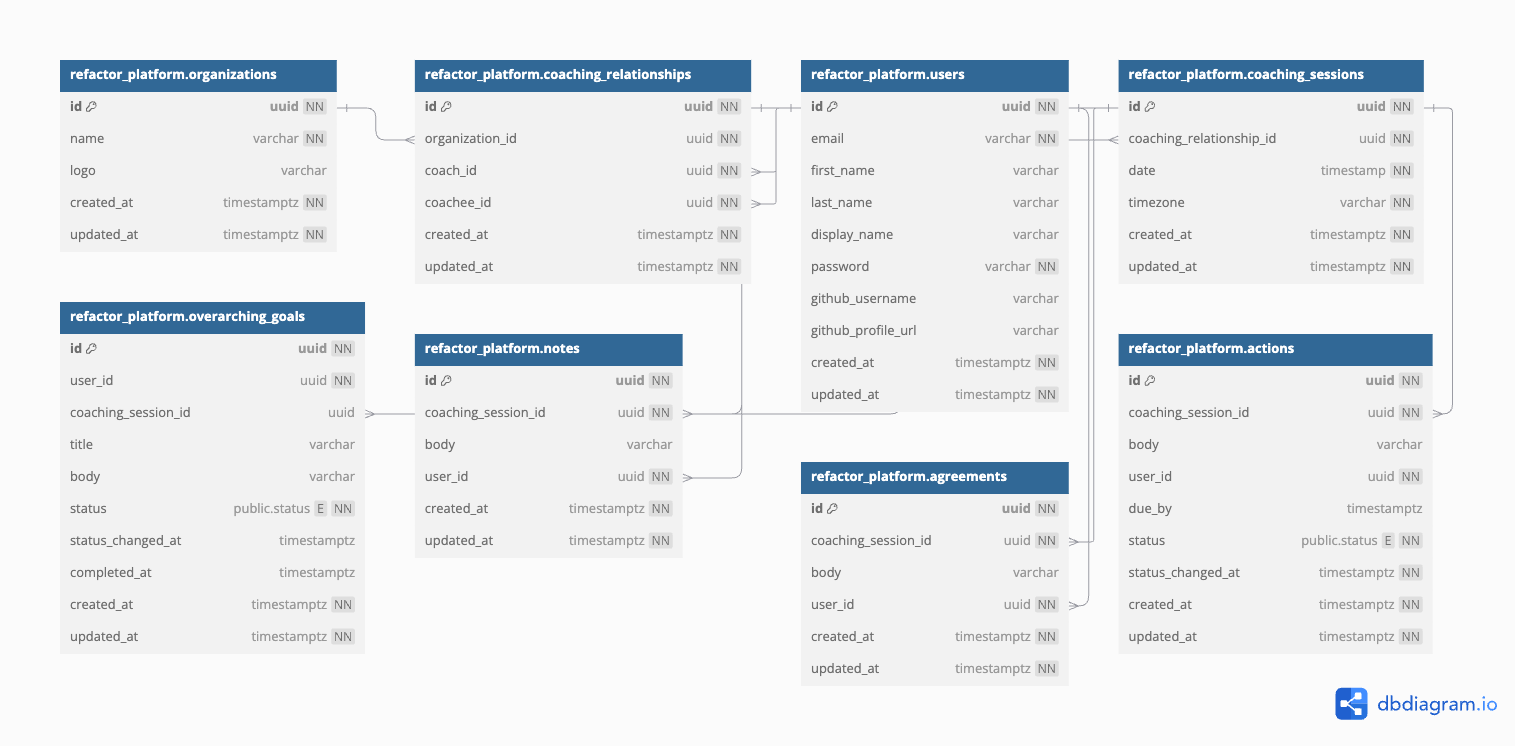 refactor_platform.organizations
id uuid NN
name varchar NN
logo varchar
created_at timestamptz NN
updated_at timestamptz NN
refactor_platform.coaching_relationships
id uuid NN
organization_id uuid NN
coach_id uuid NN
coachee_id uuid NN
created_at timestamptz NN
updated_at timestamptz NN
refactor_platform.users
id uuid NN
email varchar NN
first_name varchar
last_name varchar
display_name varchar
password varchar NN
github_username varchar
github_profile_url varchar
created_at timestamptz NN
updated_at timestamptz NN
refactor_platform.coaching_sessions
id uuid NN
coaching_relationship_id uuid NN
date timestamp NN
timezone varchar NN
created_at timestamptz NN
updated_at timestamptz NN
refactor_platform.overarching_goals
id uuid NN
user_id uuid NN
coaching_session_id uuid
title varchar
body varchar
status public.status E NN
status_changed_at timestamptz
completed_at timestamptz
created_at timestamptz NN
updated_at timestamptz NN
refactor_platform.notes
id uuid NN
coaching_session_id uuid NN
body varchar
user_id uuid NN
created_at timestamptz NN
updated_at timestamptz NN
refactor_platform.agreements
id uuid NN
coaching_session_id uuid NN
body varchar
user_id uuid NN
created_at timestamptz NN
updated_at timestamptz NN
refactor_platform.actions
id uuid NN
coaching_session_id uuid NN
body varchar
user_id uuid NN
due_by timestamptz
status public.status E NN
status_changed_at timestamptz NN
created_at timestamptz NN
updated_at timestamptz NN
dbdiagram.io